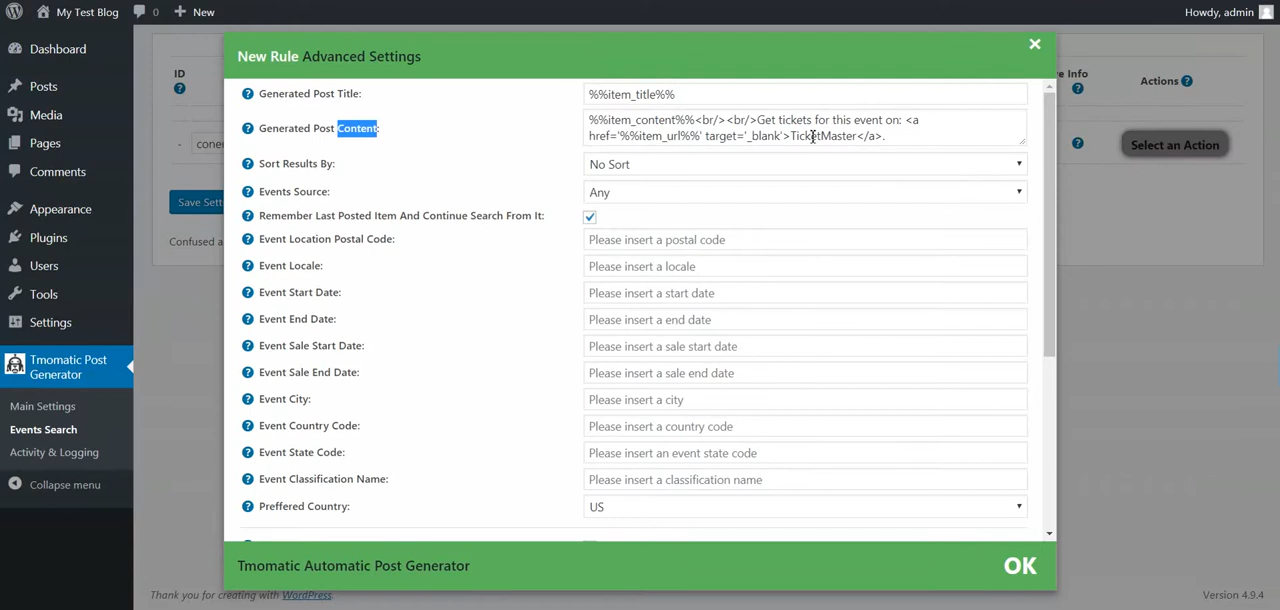 My Test Blog
0
New
Howdy, admin
Dashboard
Posts
Media
Pages
Comments
Appearance
Plugins
Users
Tools
Settings
Tmomatic Post
Generator
Main Settings
Events Search
Activity & Logging
Collapse menu
ID
- 
Save Sett
Confused a
New Rule Advanced Settings
×
Generated Post Title:
%%item_title%%
Generated Post Content:
%%item_content%%<br/><br/>Get tickets for this event on: <a
href='%%item_url%%' target='_blank'>TicketMaster</a>.
Sort Results By:
No Sort
Events Source:
Any
Remember Last Posted Item And Continue Search From It:
Event Location Postal Code:
Please insert a postal code
Event Locale:
Please insert a locale
Event Start Date:
Please insert a start date
Event End Date:
Please insert a end date
Event Sale Start Date:
Please insert a sale start date
Event Sale End Date:
Please insert a sale end date
Event City:
Please insert a city
Event Country Code:
Please insert a country code
Event State Code:
Please insert an event state code
Event Classification Name:
Please insert a classification name
Preffered Country:
US
Tmomatic Automatic Post Generator
OK
e Info
Actions
Select an Action
Thank you for creating with WordPress.
Version 4.9.4